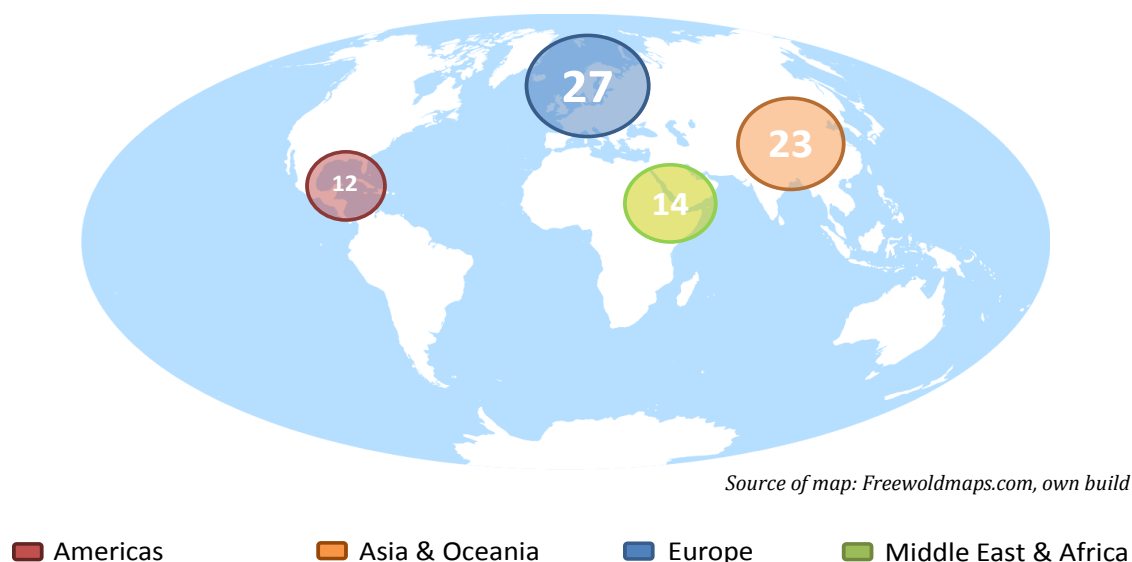 27
23
12
14
Source of map: Freewoldmaps.com, own build
Americas
Asia & Oceania
Europe
Middle East & Africa